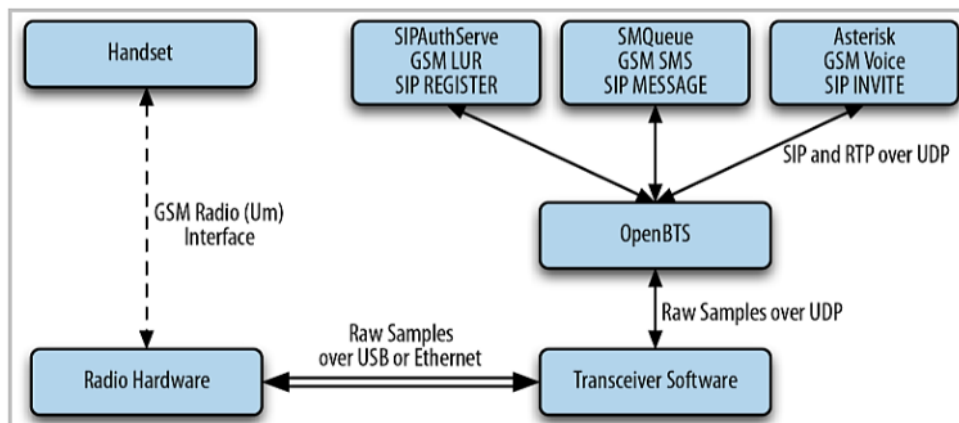 Handset
SIPAuthServe
GSM LUR
SIP REGISTER
SMQueue
GSM SMS
SIP MESSAGE
Asterisk
GSM Voice
SIP INVITE
SIP and RTP over UDP
GSM Radio (Um)
Interface
OpenBTS
Raw Samples over UDP
Raw Samples
over USB or Ethernet
Radio Hardware
Transceiver Software